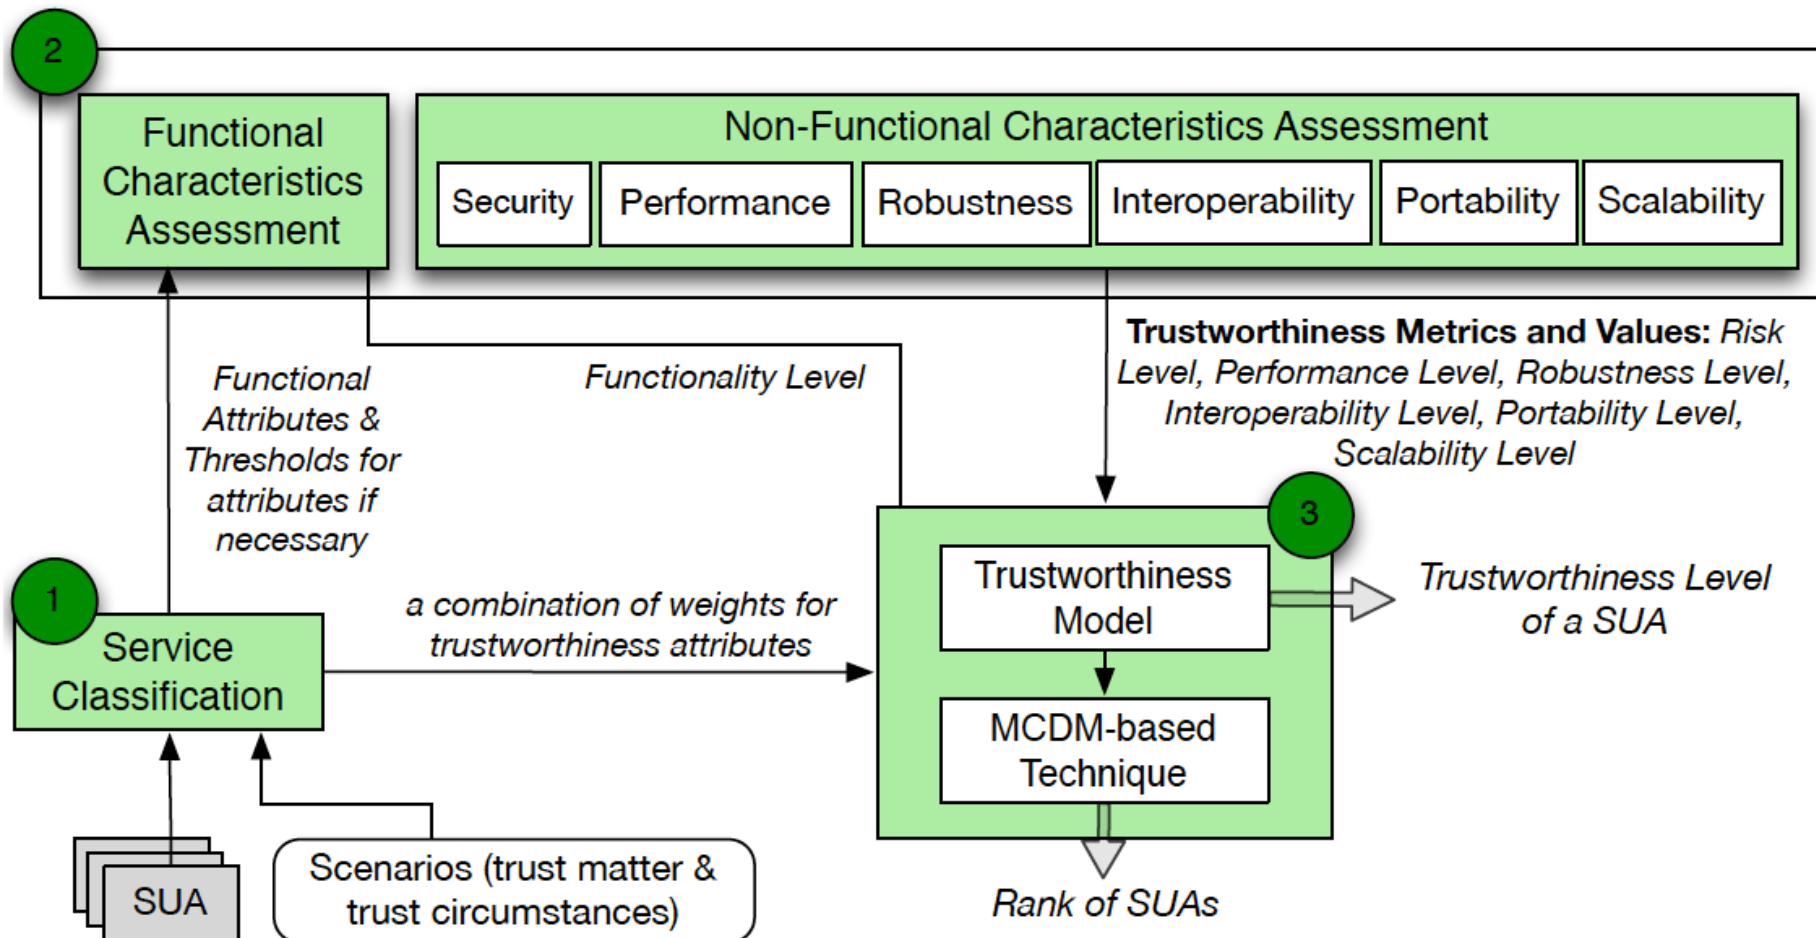 2
Functional
Characteristics
Assessment
Non-Functional Characteristics Assessment
Security
Performance
Robustness
Interoperability
Portability
Scalability
Functional
Attributes &
Thresholds for
attributes if
necessary
Functionality Level
Trustworthiness Metrics and Values: Risk
Level, Performance Level, Robustness Level,
Interoperability Level, Portability Level,
Scalability Level
1
Service
Classification
a combination of weights for
trustworthiness attributes
3
Trustworthiness
Model
MCDM-based
Technique
Trustworthiness Level
of a SUA
SUA
Scenarios (trust matter &
trust circumstances)
Rank of SUAs